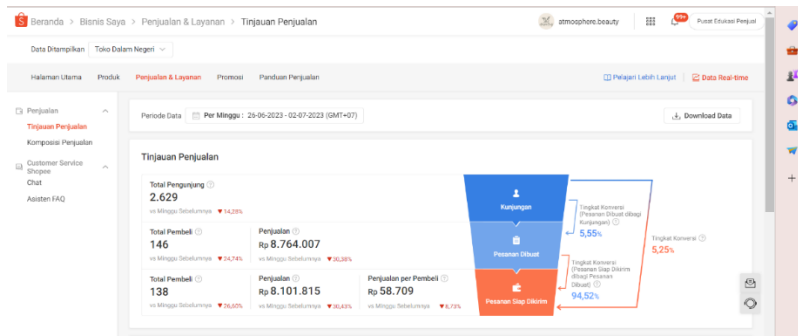 Beranda > Bisnis Saya > Penjualan & Layanan > Tinjauan Penjualan
atmosphere.beauty
99+
Pusat Edukasi Penjual
Data Ditampilkan Toko Dalam Negeri
Halaman Utama Produk Penjualan & Layanan Promosi Panduan Penjualan
Pelajari Lebih Lanjut Data Real-time
Penjualan
Tinjauan Penjualan
Komposisi Penjualan
Customer Service Shopee
Chat
Asisten FAQ
Periode Data Per Minggu : 26-06-2023 - 02-07-2023 (GMT+07)
Download Data
Tinjauan Penjualan
Total Pengunjung
2.629
vs Minggu Sebelumnya ▼14,28%
Total Pembeli Penjualan
146 Rp 8.764.007
vs Minggu Sebelumnya ▼24,74% vs Minggu Sebelumnya ▼30,38%
Total Pembeli Penjualan Penjualan per Pembeli
138 Rp 8.101.815 Rp 58.709
vs Minggu Sebelumnya vs Minggu Sebelumnya ▼30,43% vs Minggu Sebelumnya ▼8,73%
Kunjungan
Pesanan Dibuat
Pesanan Siap Dikirim
Tingkat Konversi
(Pesanan Dibuat dibagi
Kunjungan)
5,55%
Tingkat Konversi
(Pesanan Siap Dikirim
dibagi Pesanan
Dibuat)
94,52%
Tingkat Konversi
5,25%